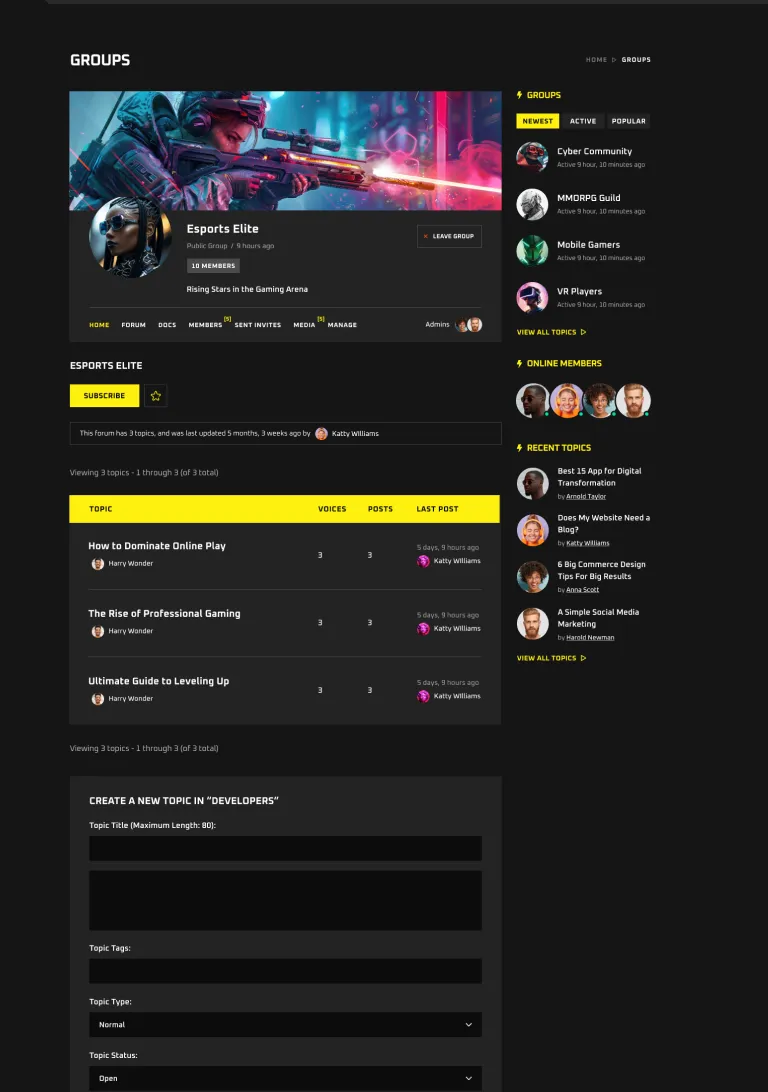 GROUPS
HOME ▷ GROUPS
Esports Elite
Public Group / 9 hours ago
10 MEMBERS
Rising Stars in the Gaming Arena
× LEAVE GROUP
HOME FORUM DOCS MEMBERS [5] SENT INVITES MEDIA [5] MANAGE
Admins
ESPORTS ELITE
SUBSCRIBE
This forum has 3 topics, and was last updated 5 months, 3 weeks ago by Katty Williams
Viewing 3 topics - 1 through 3 (of 3 total)
TOPIC VOICES POSTS LAST POST
How to Dominate Online Play
Harry Wonder
3 3
5 days, 9 hours ago
Katty Williams
The Rise of Professional Gaming
Harry Wonder
3 3
5 days, 9 hours ago
Katty Williams
Ultimate Guide to Leveling Up
Harry Wonder
3 3
5 days, 9 hours ago
Katty Williams
Viewing 3 topics - 1 through 3 (of 3 total)
CREATE A NEW TOPIC IN “DEVELOPERS”
Topic Title (Maximum Length: 80):
Topic Tags:
Topic Type:
Normal
Topic Status:
Open
GROUPS
NEWEST ACTIVE POPULAR
Cyber Community
Active 9 hour, 10 minutes ago
MMORPG Guild
Active 9 hour, 10 minutes ago
Mobile Gamers
Active 9 hour, 10 minutes ago
VR Players
Active 9 hour, 10 minutes ago
VIEW ALL TOPICS ▷
ONLINE MEMBERS
RECENT TOPICS
Best 15 App for Digital
Transformation
by Arnold Taylor
Does My Website Need a
Blog?
by Katty Williams
6 Big Commerce Design
Tips For Big Results
by Anna Scott
A Simple Social Media
Marketing
by Harold Newman
VIEW ALL TOPICS ▷